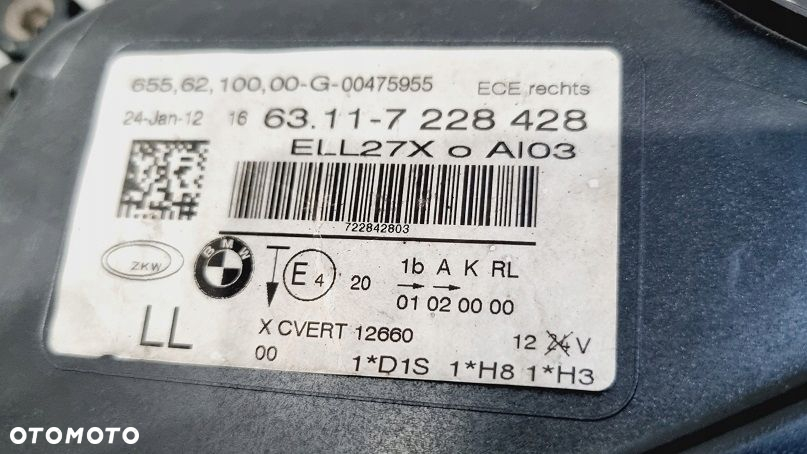 655,62,100,00-G-00475955 ECE rechts
24-Jan-12 16 63.11-7 228 428
ELL27X o AI03
722842803
ZKW
BMW
E 4 20
1b A K RL
01 02 00 00
LL
X CVERT 12660
00
12 24 V
1*D1S 1*H8 1*H3
OTOMOTO